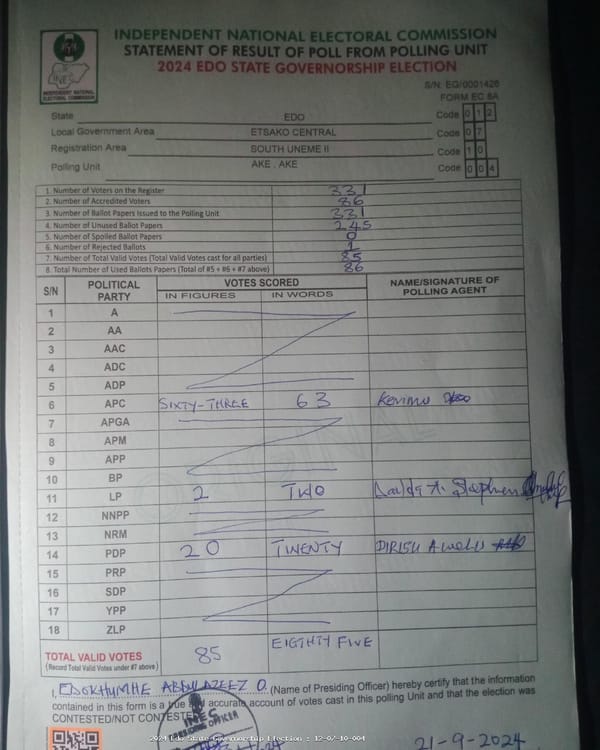 INDEPENDENT NATIONAL ELECTORAL COMMISSION
STATEMENT OF RESULT OF POLL FROM POLLING UNIT
2024 EDO STATE GOVERNORSHIP ELECTION
INEC
INDEPENDENT NATIONAL
ELECTORAL COMMISSION
S/N: EG/0001426
FORM EC 8A
State EDO Code 0 1 2
Local Government Area ETSAKO CENTRAL Code 0 7
Registration Area SOUTH UNEME II Code 1 0
Polling Unit AKE . AKE Code 0 0 4
1. Number of Voters on the Register 331
2. Number of Accredited Voters 86
3. Number of Ballot Papers Issued to the Polling Unit 331
4. Number of Unused Ballot Papers 245
5. Number of Spoiled Ballot Papers 0
6. Number of Rejected Ballots 1
7. Number of Total Valid Votes (Total Valid Votes cast for all parties) 85
8. Total Number of Used Ballots Papers (Total of #5 + #6 + #7 above) 86
S/N POLITICAL PARTY VOTES SCORED NAME/SIGNATURE OF POLLING AGENT
IN FIGURES IN WORDS
1 A
2 AA
3 AAC
4 ADC
5 ADP
6 APC SIXTY-THREE 63
7 APGA
8 APM
9 APP
10 BP
11 LP 2 TWO Stephen
12 NNPP
13 NRM
14 PDP 20 TWENTY
15 PRP
16 SDP
17 YPP
18 ZLP
TOTAL VALID VOTES 85 EIGHTY FIVE
(Record Total Valid Votes under #7 above)
I, EDOKHUMHE ABDULAZEEZ O. (Name of Presiding Officer) hereby certify that the information
contained in this form is a true and accurate account of votes cast in this polling Unit and that the election was
CONTESTED/NOT CONTESTED
INEC
OFFICER
2024 Edo State Governorship Election : 12-07-10-004
21-9-2024